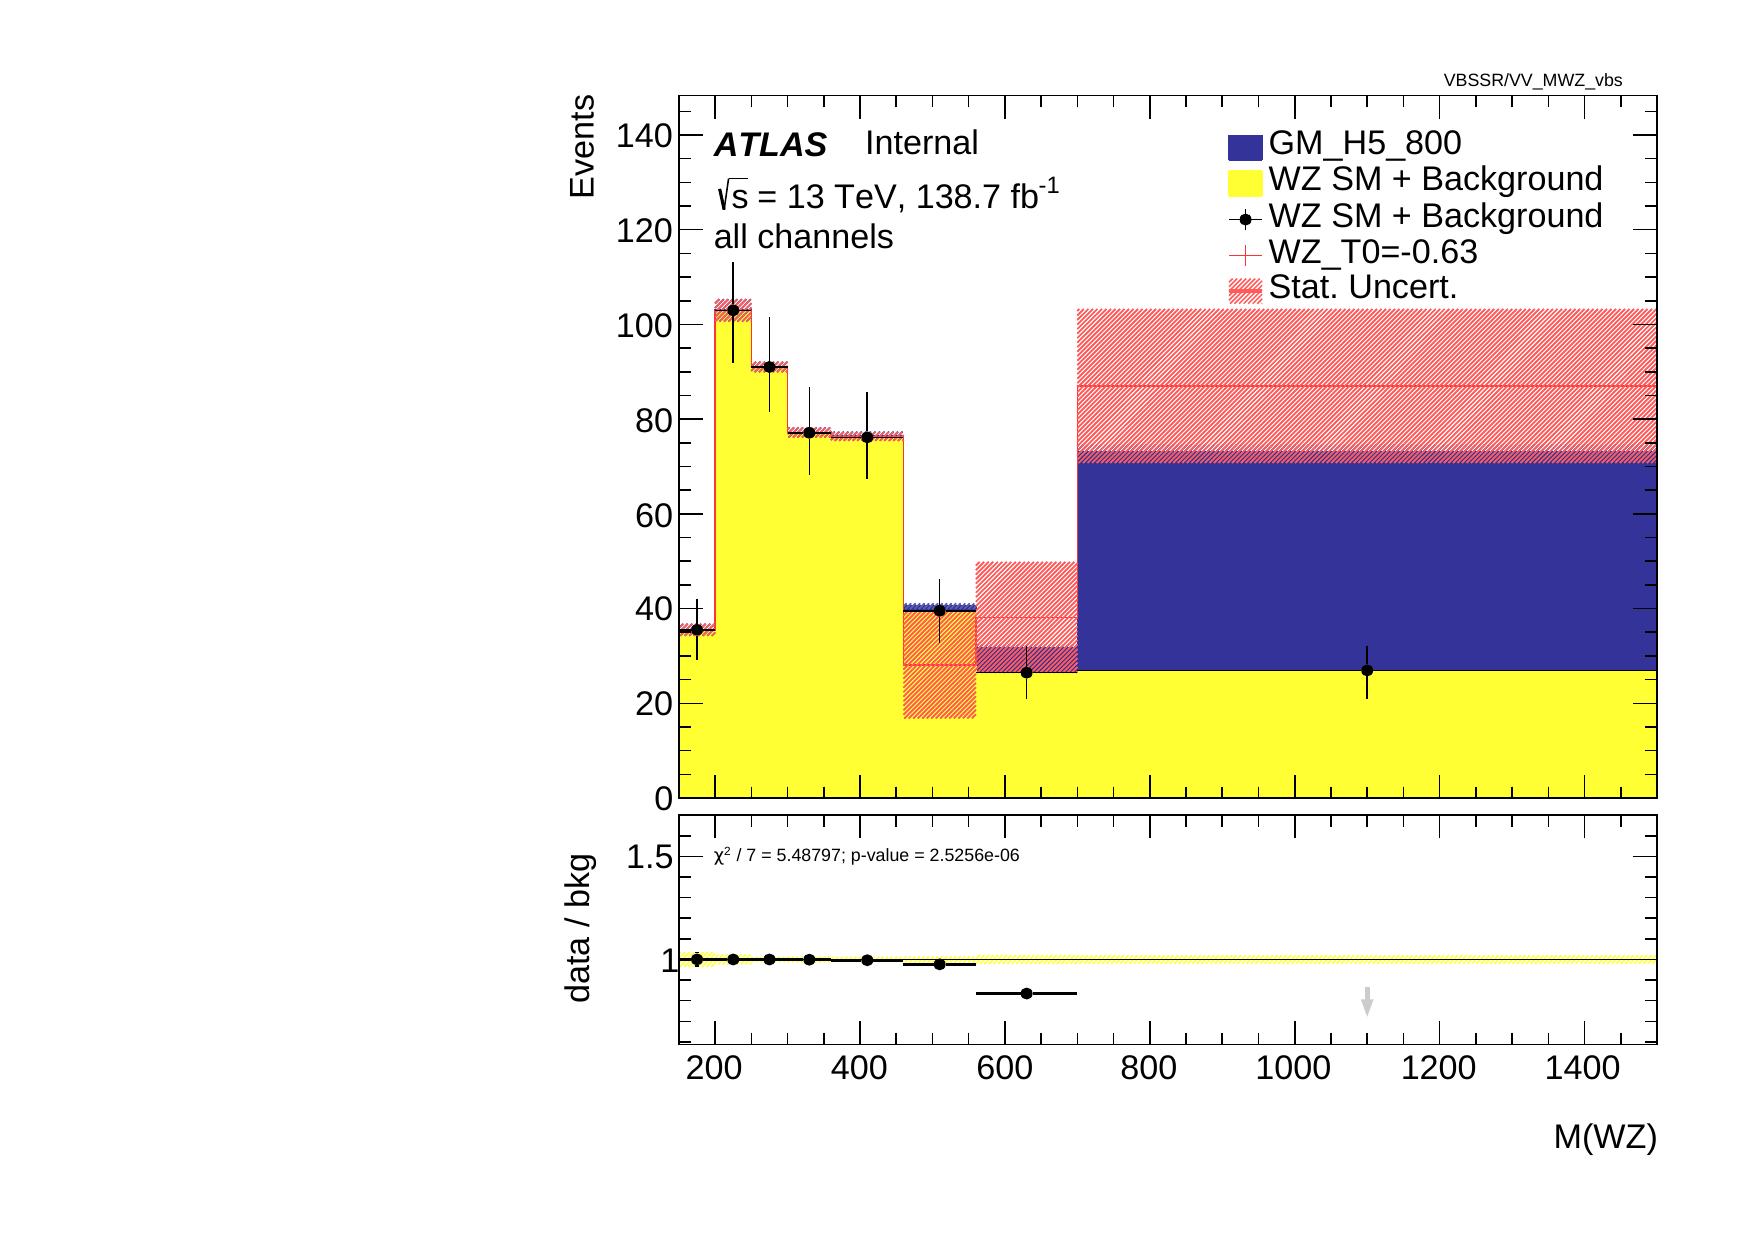 VBSSR/VV_MWZ_vbs
Events
140
120
100
80
60
40
20
0
ATLAS Internal
√s = 13 TeV, 138.7 fb-1
all channels
GM_H5_800
WZ SM + Background
WZ SM + Background
WZ_T0=-0.63
Stat. Uncert.
data / bkg
1.5
1
χ2 / 7 = 5.48797; p-value = 2.5256e-06
200 400 600 800 1000 1200 1400
M(WZ)